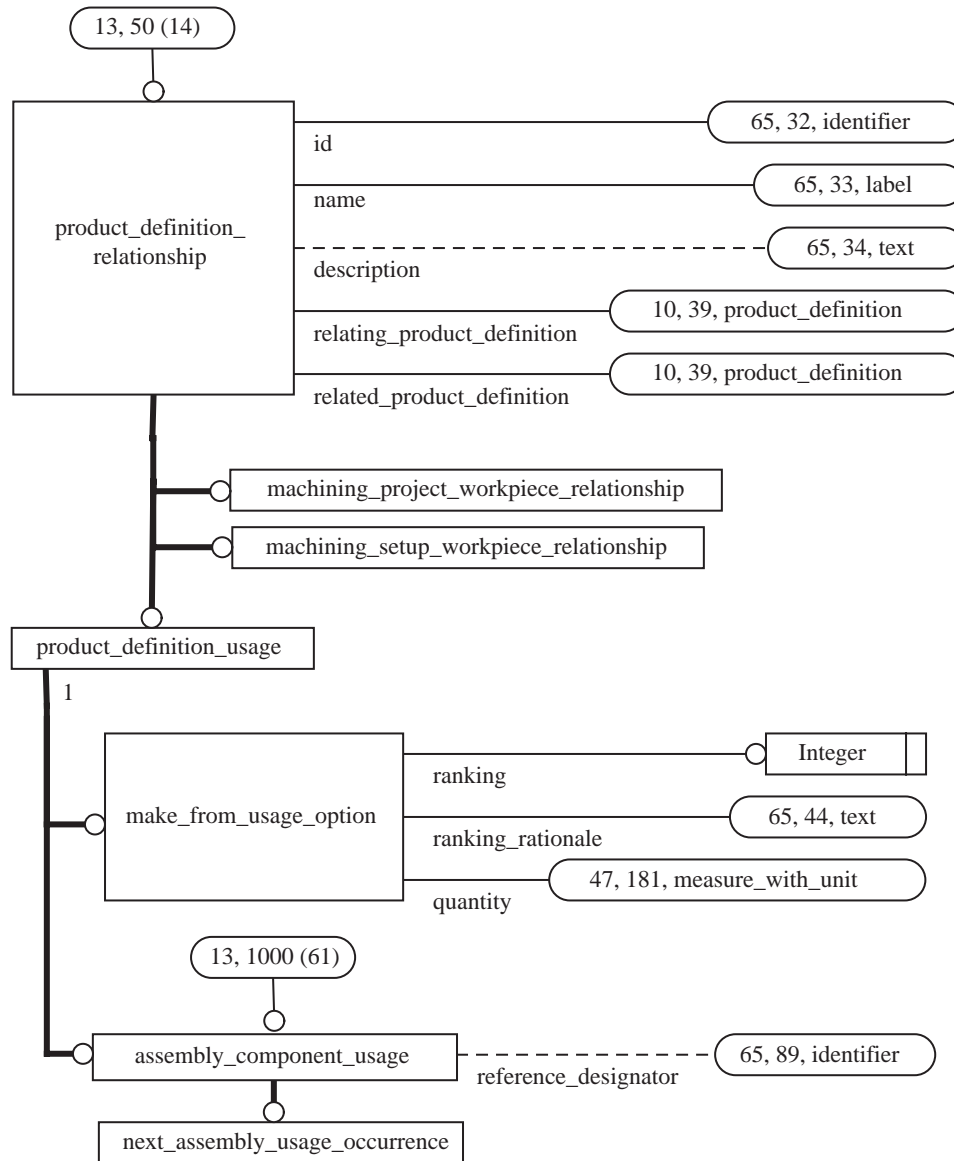 13, 50 (14)
65, 32, identifier
id
65, 33, label
name
product_definition_
relationship
65, 34, text
description
10, 39, product_definition
relating_product_definition
10, 39, product_definition
related_product_definition
machining_project_workpiece_relationship
machining_setup_workpiece_relationship
product_definition_usage
1
Integer
ranking
make_from_usage_option
65, 44, text
ranking_rationale
47, 181, measure_with_unit
quantity
13, 1000 (61)
assembly_component_usage
65, 89, identifier
reference_designator
next_assembly_usage_occurrence